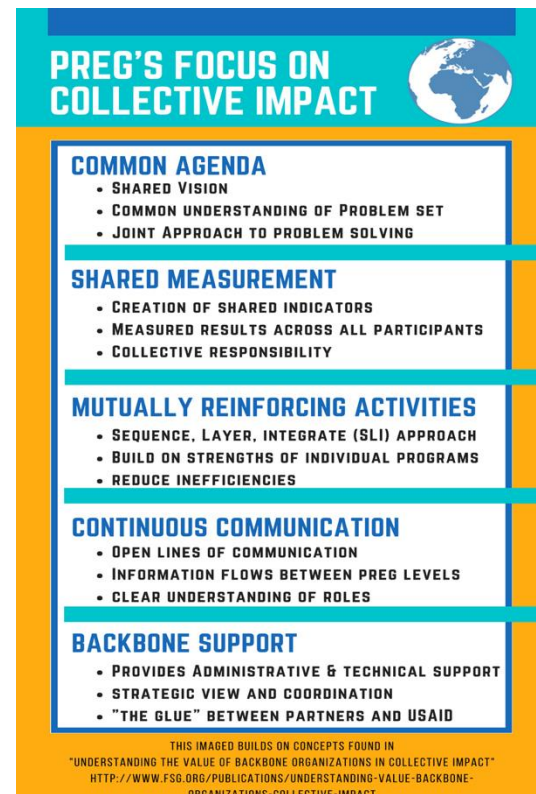 PREG'S FOCUS ON
COLLECTIVE IMPACT
COMMON AGENDA
• SHARED VISION
• COMMON UNDERSTANDING OF PROBLEM SET
• JOINT APPROACH TO PROBLEM SOLVING
SHARED MEASUREMENT
• CREATION OF SHARED INDICATORS
• MEASURED RESULTS ACROSS ALL PARTICIPANTS
• COLLECTIVE RESPONSIBILITY
MUTUALLY REINFORCING ACTIVITIES
• SEQUENCE, LAYER, INTEGRATE (SLI) APPROACH
• BUILD ON STRENGTHS OF INDIVIDUAL PROGRAMS
• REDUCE INEFFICIENCIES
CONTINUOUS COMMUNICATION
• OPEN LINES OF COMMUNICATION
• INFORMATION FLOWS BETWEEN PREG LEVELS
• CLEAR UNDERSTANDING OF ROLES
BACKBONE SUPPORT
• PROVIDES ADMINISTRATIVE & TECHNICAL SUPPORT
• STRATEGIC VIEW AND COORDINATION
• "THE GLUE" BETWEEN PARTNERS AND USAID
THIS IMAGED BUILDS ON CONCEPTS FOUND IN
"UNDERSTANDING THE VALUE OF BACKBONE ORGANIZATIONS IN COLLECTIVE IMPACT"
HTTP://WWW.FSG.ORG/PUBLICATIONS/UNDERSTANDING-VALUE-BACKBONE-
ORGANIZATIONS-COLLECTIVE-IMPACT